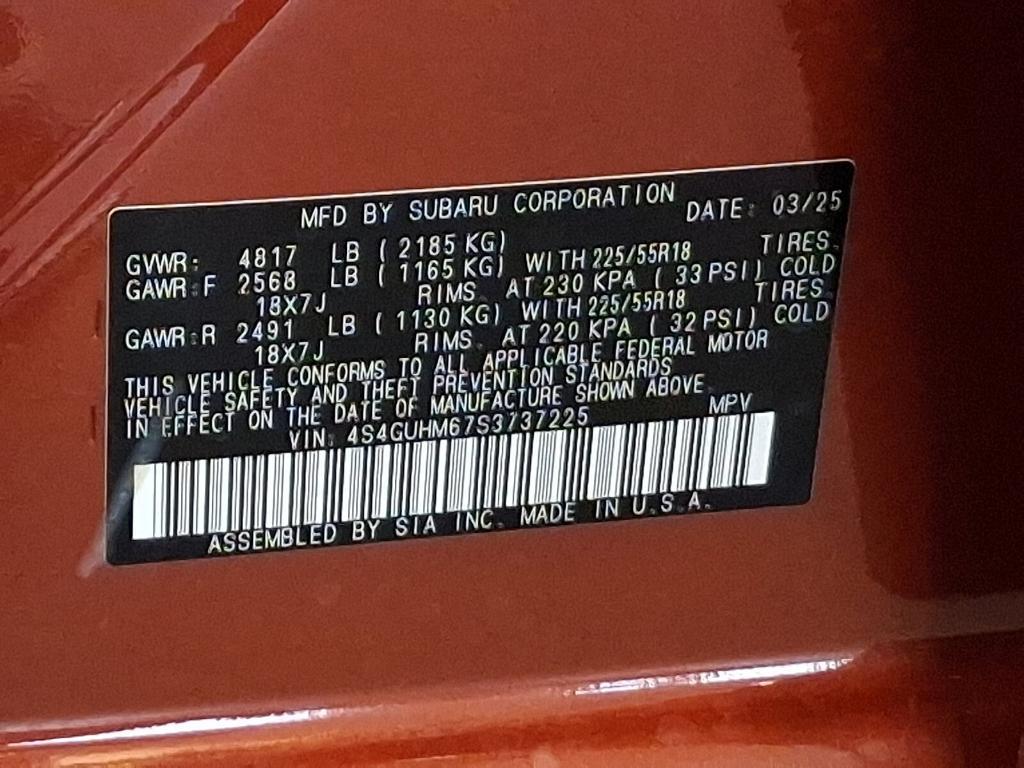 MFD BY SUBARU CORPORATION DATE: 03/25
GVWR: 4817 LB ( 2185 KG)
GAWR:F 2568 LB ( 1165 KG) WITH 225/55R18 TIRES.
18X7J RIMS. AT 230 KPA ( 33 PSI) COLD
GAWR:R 2491 LB ( 1130 KG) WITH 225/55R18 TIRES.
18X7J RIMS. AT 220 KPA ( 32 PSI) COLD
THIS VEHICLE CONFORMS TO ALL APPLICABLE FEDERAL MOTOR
VEHICLE SAFETY AND THEFT PREVENTION STANDARDS
IN EFFECT ON THE DATE OF MANUFACTURE SHOWN ABOVE.
VIN. 4S4GUHM67S3737225 MPV
ASSEMBLED BY SIA INC. MADE IN U.S.A.